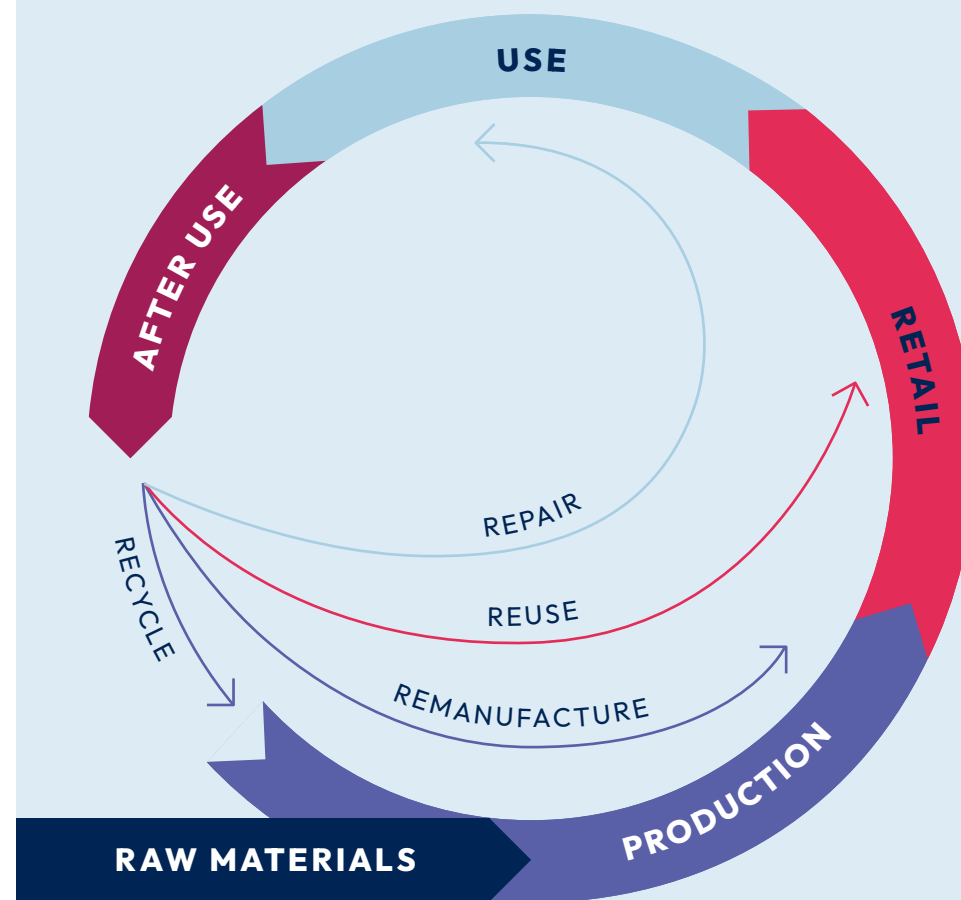 USE
AFTER USE
RETAIL
REPAIR
REUSE
RECYCLE
REMANUFACTURE
PRODUCTION
RAW MATERIALS